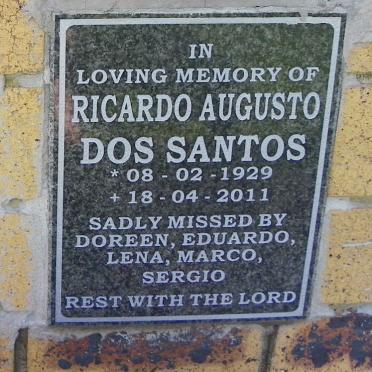 IN
LOVING MEMORY OF
RICARDO AUGUSTO
DOS SANTOS
* 08 - 02 - 1929
+ 18 - 04 - 2011
SADLY MISSED BY
DOREEN, EDUARDO,
LENA, MARCO,
SERGIO
REST WITH THE LORD